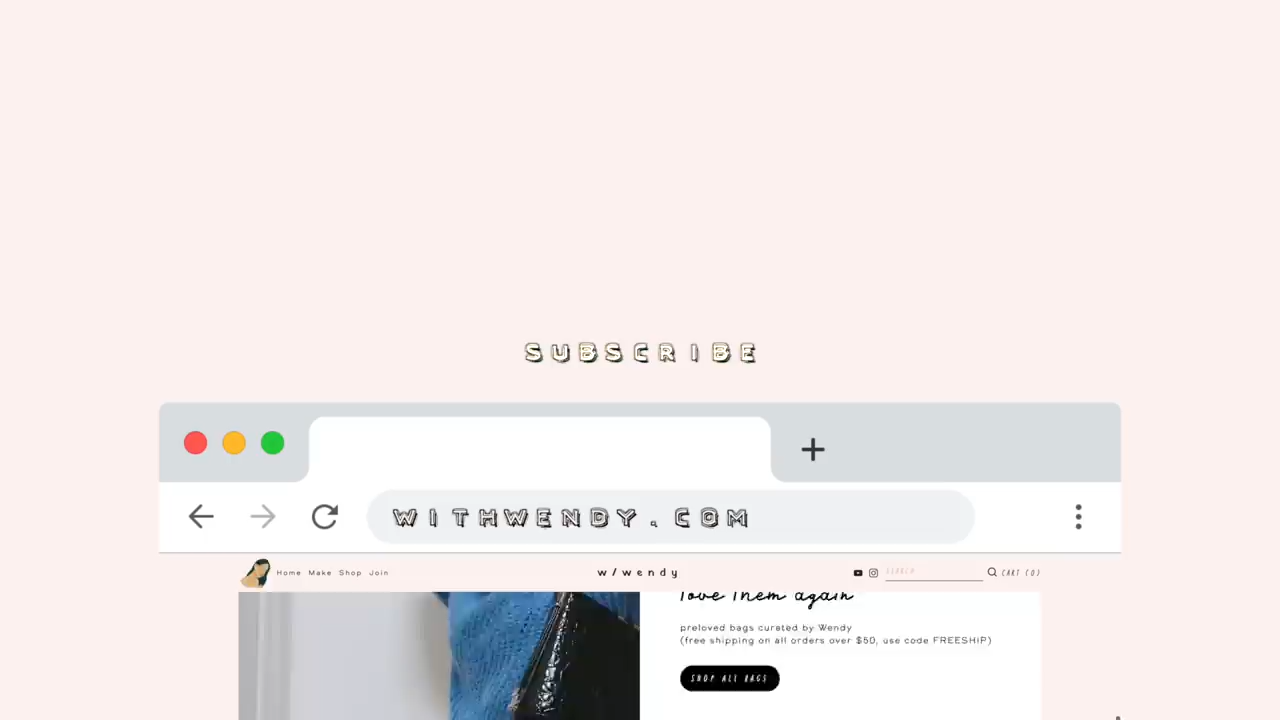 SUBSCRIBE
WITHWENDY.COM
Home Make Shop Join
w/wendy
SEARCH
CART (0)
love them again
preloved bags curated by Wendy
(free shipping on all orders over $50, use code FREESHIP)
SHOP ALL BAGS